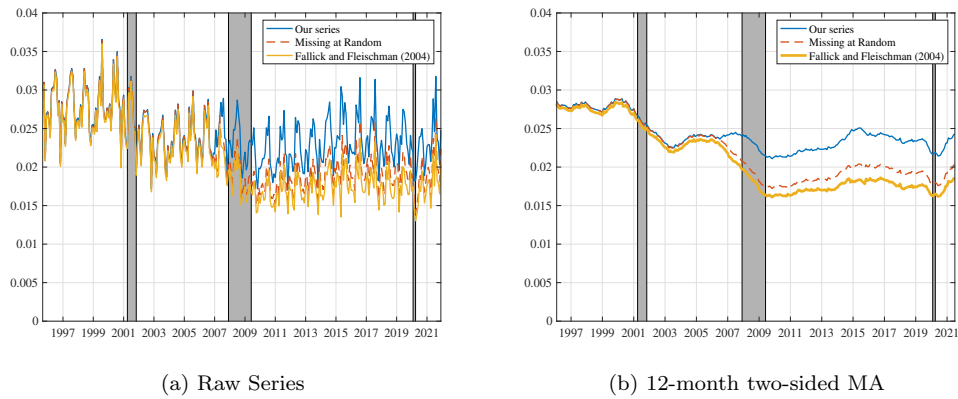 0.04
0.035
0.03
0.025
0.02
0.015
0.01
0.005
0
1997 1999 2001 2003 2005 2007 2009 2011 2013 2015 2017 2019 2021
Our series
Missing at Random
Fallick and Fleischman (2004)
(a) Raw Series
0.04
0.035
0.03
0.025
0.02
0.015
0.01
0.005
0
1997 1999 2001 2003 2005 2007 2009 2011 2013 2015 2017 2019 2021
Our series
Missing at Random
Fallick and Fleischman (2004)
(b) 12-month two-sided MA